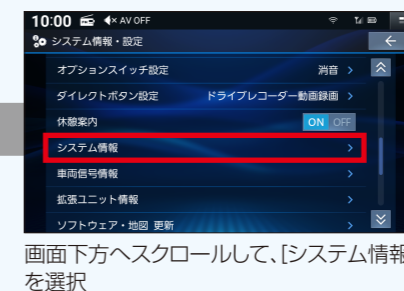 10:00 × AV OFF
システム情報・設定
オプションスイッチ設定 消音
ダイレクトボタン設定 ドライブレコーダー動画録画
休憩案内 ON OFF
システム情報
車両信号情報
拡張ユニット情報
ソフトウェア・地図 更新
画面下方へスクロールして、[システム情報
を選択